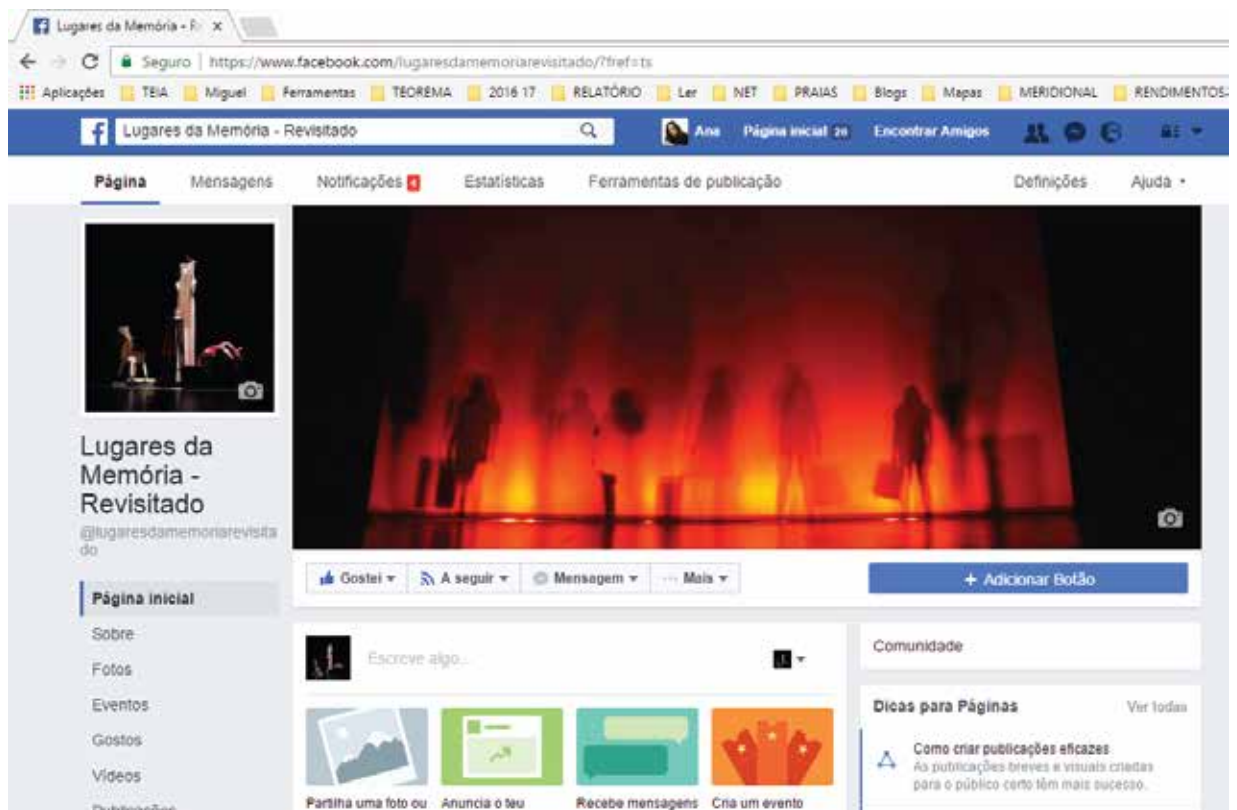 Lugares da Memória - R x
Seguro | https://www.facebook.com/lugaresdamemoriarevisitado/?fref=ts
Aplicações TEIA Miguel Ferramentas TEOREMA 2016 17 RELATÓRIO Ler NET PRAIAS Blogs Mapas MERIDIONAL RENDIMENTOS
f Lugares da Memória - Revisitado Ana Página inicial 20 Encontrar Amigos
Página Mensagens Notificações 4 Estatísticas Ferramentas de publicação Definições Ajuda
Lugares da
Memória -
Revisitado
@lugaresdamemoriarevisita
do
Gostei A seguir Mensagem Mais + Adicionar Botão
Página inicial
Sobre
Fotos
Eventos
Gostos
Vídeos
Publicações
Escreve algo...
Partilha uma foto ou Anuncia o teu Recebe mensagens Cria um evento
Comunidade
Dicas para Páginas Ver todas
Como criar publicações eficazes
As publicações breves e visuais criadas
para o público certo têm mais sucesso.